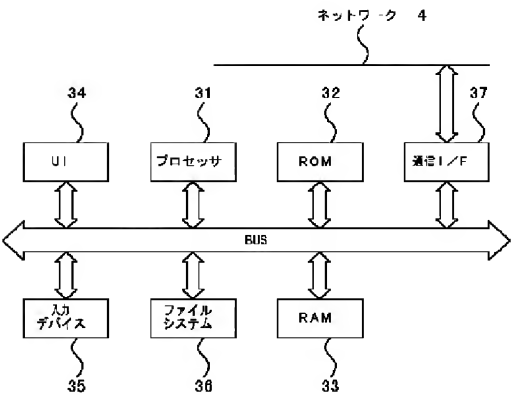 ネットワーク 4
34
31
32
37
UI
プロセッサ
ROM
通信I/F
BUS
入力
デバイス
ファイル
システム
RAM
35
36
33